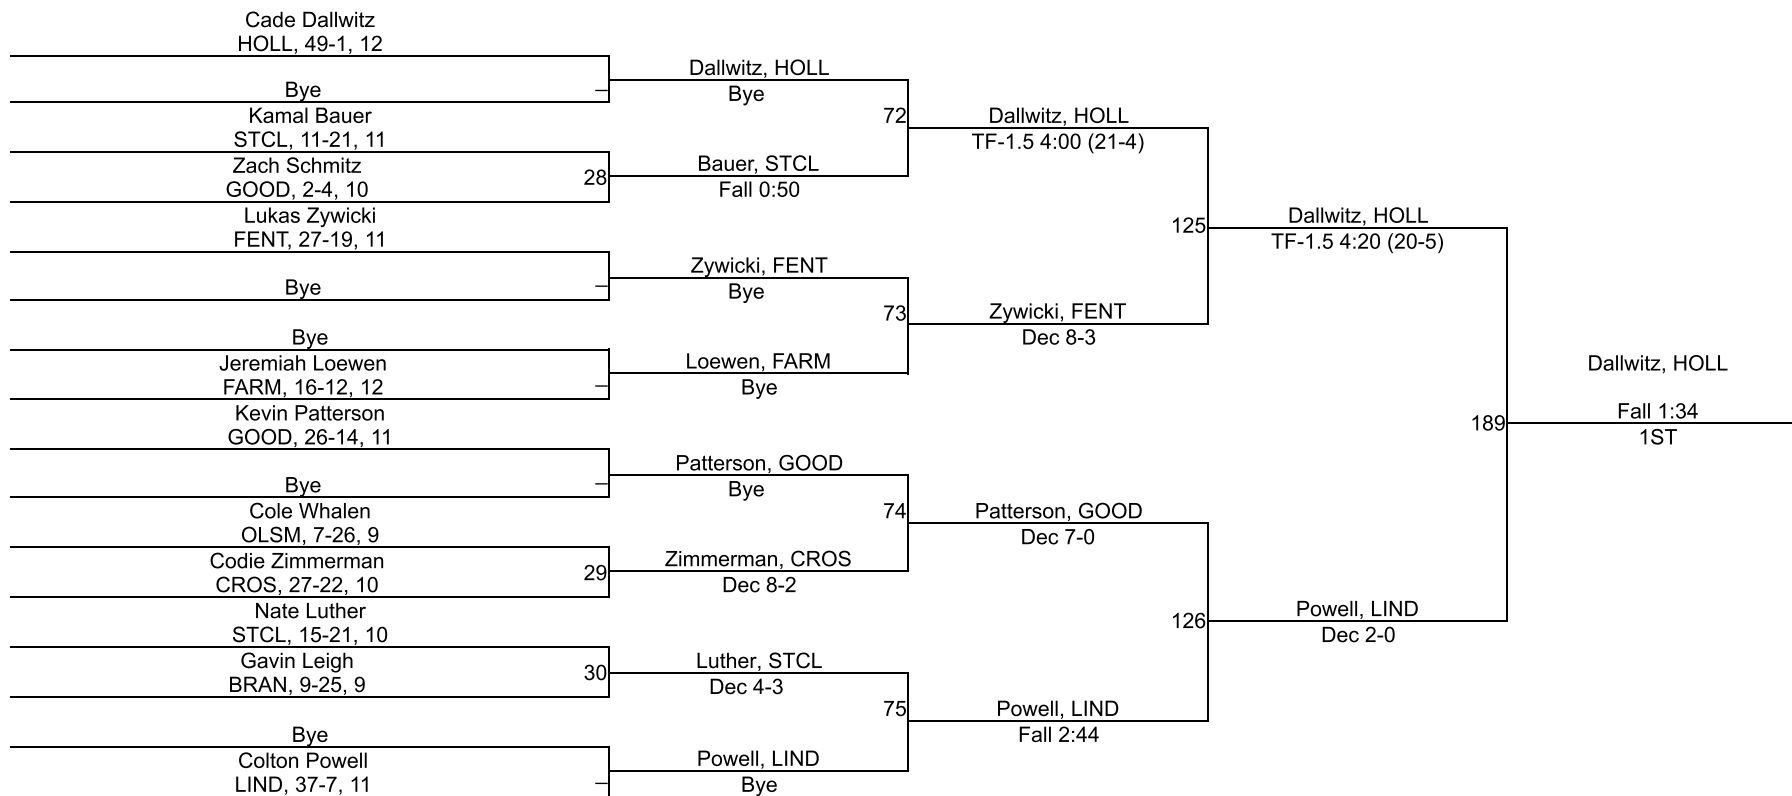 Cade Dallwitz
HOLL, 49-1, 12
Bye
–
Kamal Bauer
STCL, 11-21, 11
Zach Schmitz
GOOD, 2-4, 10
28
Lukas Zywicki
FENT, 27-19, 11
Bye
–
Bye
Jeremiah Loewen
FARM, 16-12, 12
–
Kevin Patterson
GOOD, 26-14, 11
Bye
–
Cole Whalen
OLSM, 7-26, 9
Codie Zimmerman
CROS, 27-22, 10
29
Nate Luther
STCL, 15-21, 10
Gavin Leigh
BRAN, 9-25, 9
30
Bye
Colton Powell
LIND, 37-7, 11
–
Dallwitz, HOLL
Bye
72
Bauer, STCL
Fall 0:50
Zywicki, FENT
Bye
73
Loewen, FARM
Bye
Patterson, GOOD
Bye
74
Zimmerman, CROS
Dec 8-2
Luther, STCL
Dec 4-3
75
Powell, LIND
Bye
Dallwitz, HOLL
TF-1.5 4:00 (21-4)
125
Zywicki, FENT
Dec 8-3
Patterson, GOOD
Dec 7-0
126
Powell, LIND
Fall 2:44
Dallwitz, HOLL
TF-1.5 4:20 (20-5)
189
Powell, LIND
Dec 2-0
Dallwitz, HOLL
Fall 1:34
1ST